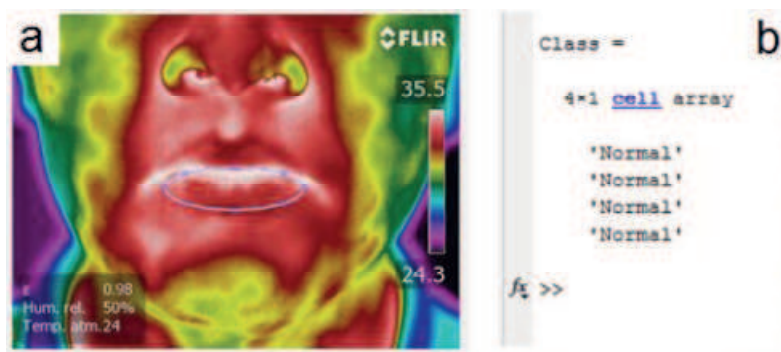 a
FLIR
35.5
24.3
ε 0.98
Hum. rel. 50%
Temp. atm. 24
b
Class =
4×1 cell array
'Normal'
'Normal'
'Normal'
'Normal'
fx >>